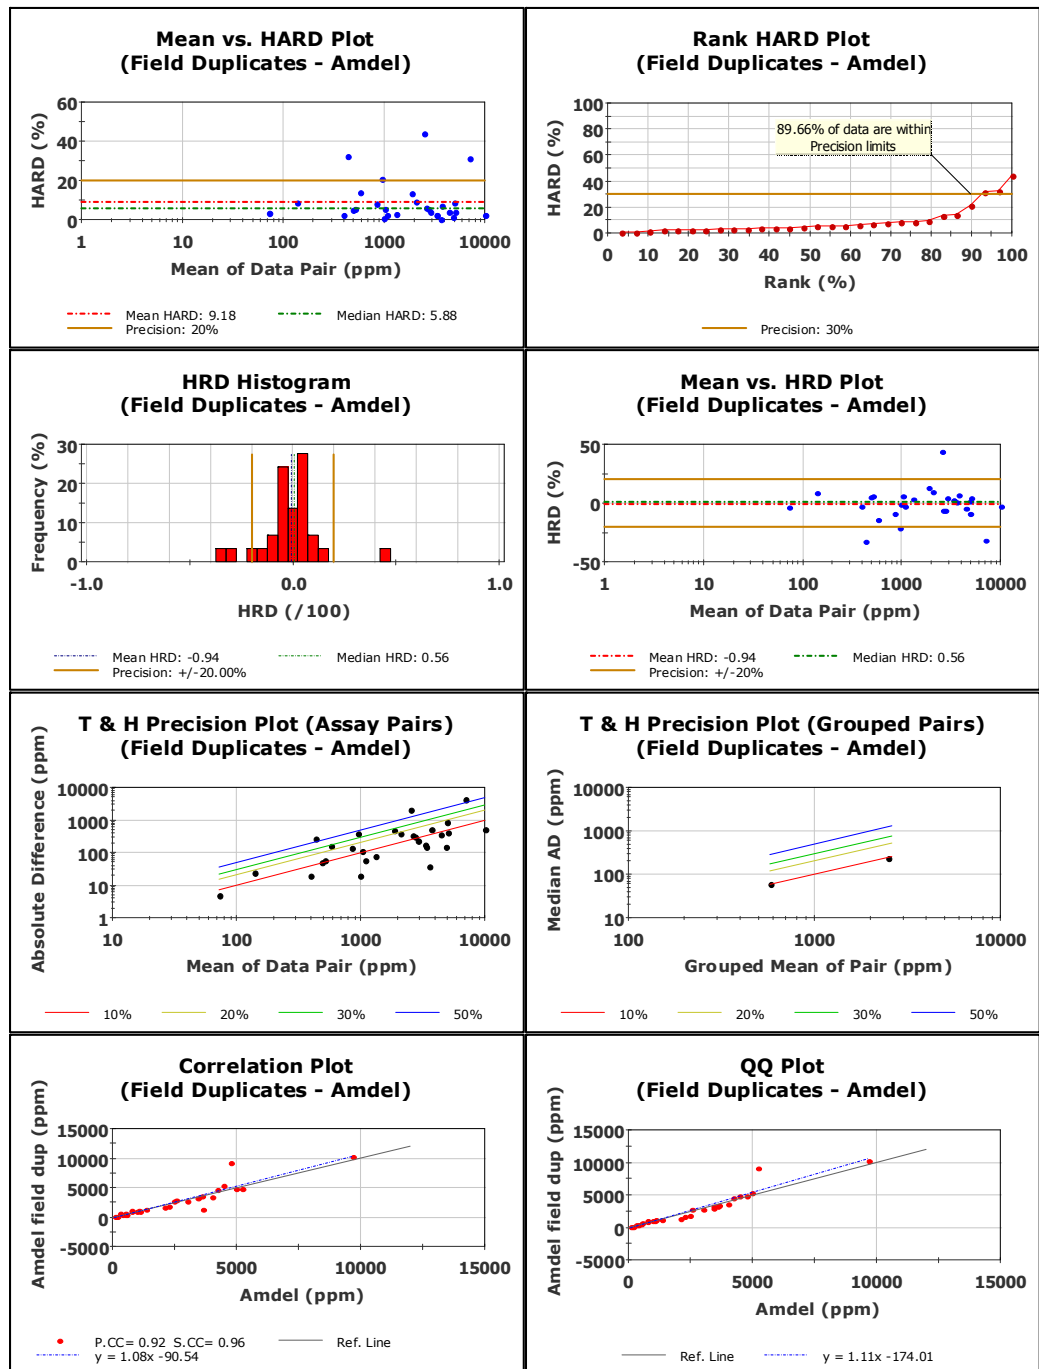 Mean vs. HARD Plot
(Field Duplicates - Amdel)
HARD (%)
60
40
20
0
1
10
100
1000
10000
Mean of Data Pair (ppm)
Mean HARD: 9.18
Median HARD: 5.88
Precision: 20%
Rank HARD Plot
(Field Duplicates - Amdel)
HARD (%)
100
80
60
40
20
0
89.66% of data are within
Precision limits
0 10 20 30 40 50 60 70 80 90 100
Rank (%)
Precision: 30%
HRD Histogram
(Field Duplicates - Amdel)
Frequency (%)
30
20
10
0
-1.0
0.0
1.0
HRD (/100)
Mean HRD: -0.94
Median HRD: 0.56
Precision: +/-20.00%
Mean vs. HRD Plot
(Field Duplicates - Amdel)
HRD (%)
50
0
-50
1
10
100
1000
10000
Mean of Data Pair (ppm)
Mean HRD: -0.94
Median HRD: 0.56
Precision: +/-20%
T & H Precision Plot (Assay Pairs)
(Field Duplicates - Amdel)
Absolute Difference (ppm)
10000
1000
100
10
1
10
100
1000
10000
Mean of Data Pair (ppm)
10%
20%
30%
50%
T & H Precision Plot (Grouped Pairs)
(Field Duplicates - Amdel)
Median AD (ppm)
10000
1000
100
10
100
1000
10000
Grouped Mean of Pair (ppm)
10%
20%
30%
50%
Correlation Plot
(Field Duplicates - Amdel)
Amdel field dup (ppm)
15000
10000
5000
0
-5000
0
5000
10000
15000
Amdel (ppm)
P.CC= 0.92 S.CC= 0.96
Ref. Line
y = 1.08x -90.54
QQ Plot
(Field Duplicates - Amdel)
Amdel field dup (ppm)
15000
10000
5000
0
-5000
0
5000
10000
15000
Amdel (ppm)
Ref. Line
y = 1.11x -174.01